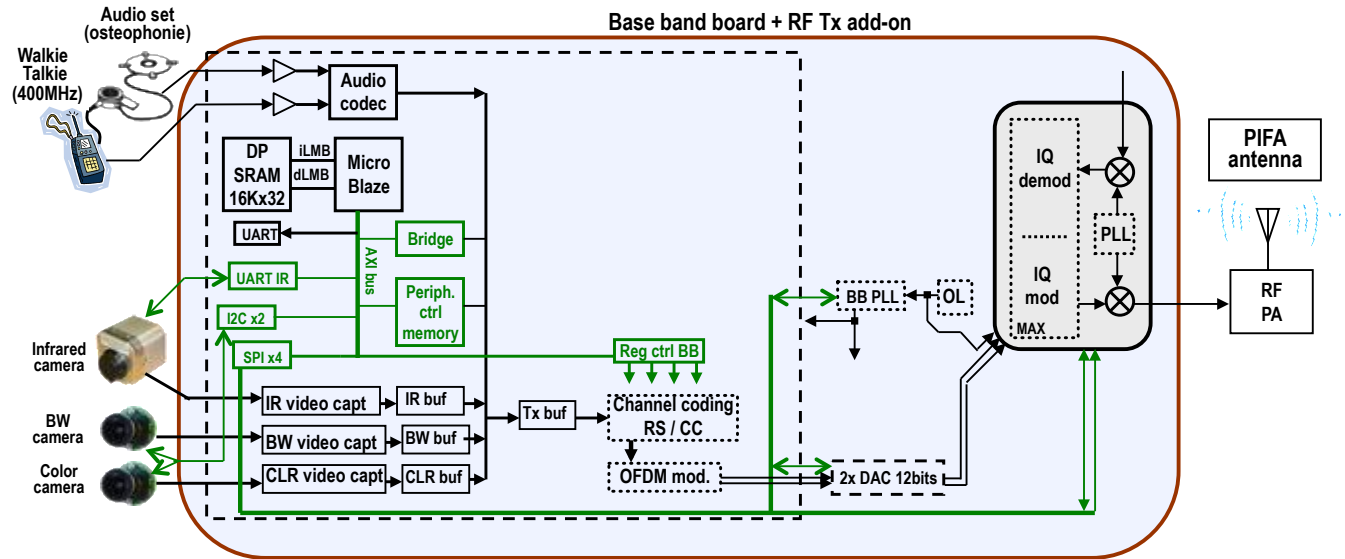 Base band board + RF Tx add-on
Audio set
(osteophonie)
Walkie
Talkie
(400MHz)
Audio
codec
DP
SRAM
16Kx32
iLMB
dLMB
Micro
Blaze
UART
Bridge
AXI bus
UART IR
Periph.
ctrl
memory
I2C x2
SPI x4
Reg ctrl BB
Infrared
camera
BW
camera
Color
camera
IR video capt
IR buf
BW video capt
BW buf
CLR video capt
CLR buf
Tx buf
Channel coding
RS / CC
OFDM mod.
BB PLL
OL
2x DAC 12bits
IQ
demod
PLL
IQ
mod
MAX
PIFA
antenna
RF
PA